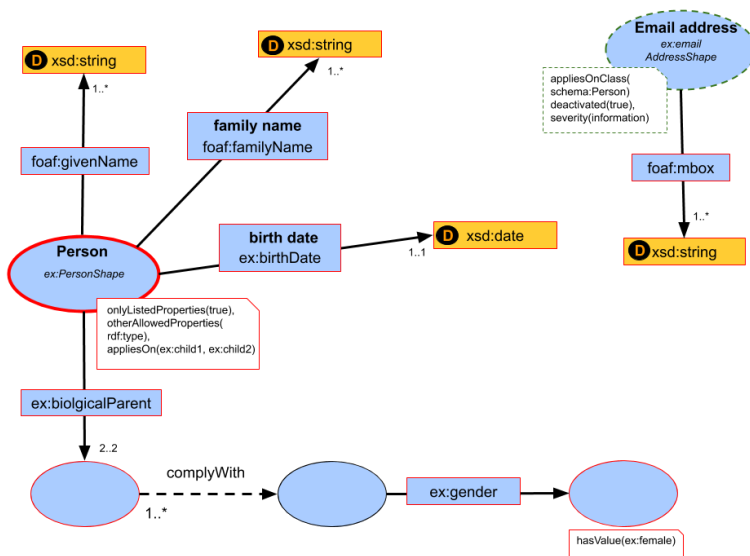 D xsd:string
1..*
D xsd:string
1..*
Email address
ex:email
AddressShape
appliesOnClass(
schema:Person)
deactivated(true),
severity(information)
family name
foaf:familyName
foaf:givenName
foaf:mbox
1..*
D xsd:string
birth date
ex:birthDate
D xsd:date
1..1
Person
ex:PersonShape
onlyListedProperties(true),
otherAllowedProperties(
rdf:type),
appliesOn(ex:child1, ex:child2)
ex:biolgicalParent
2..2
complyWith
1..*
ex:gender
hasValue(ex:female)